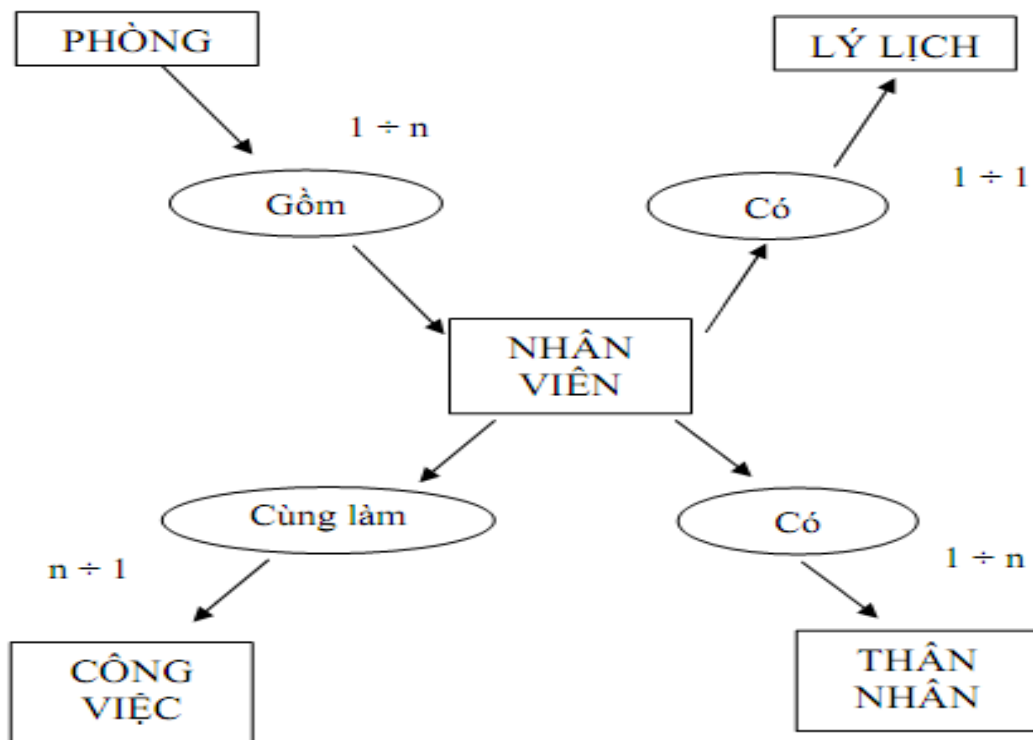 PHÒNG
LÝ LỊCH
1 ÷ n
1 ÷ 1
Gồm
Có
NHÂN
VIÊN
Cùng làm
Có
n ÷ 1
1 ÷ n
CÔNG
VIỆC
THÂN
NHÂN